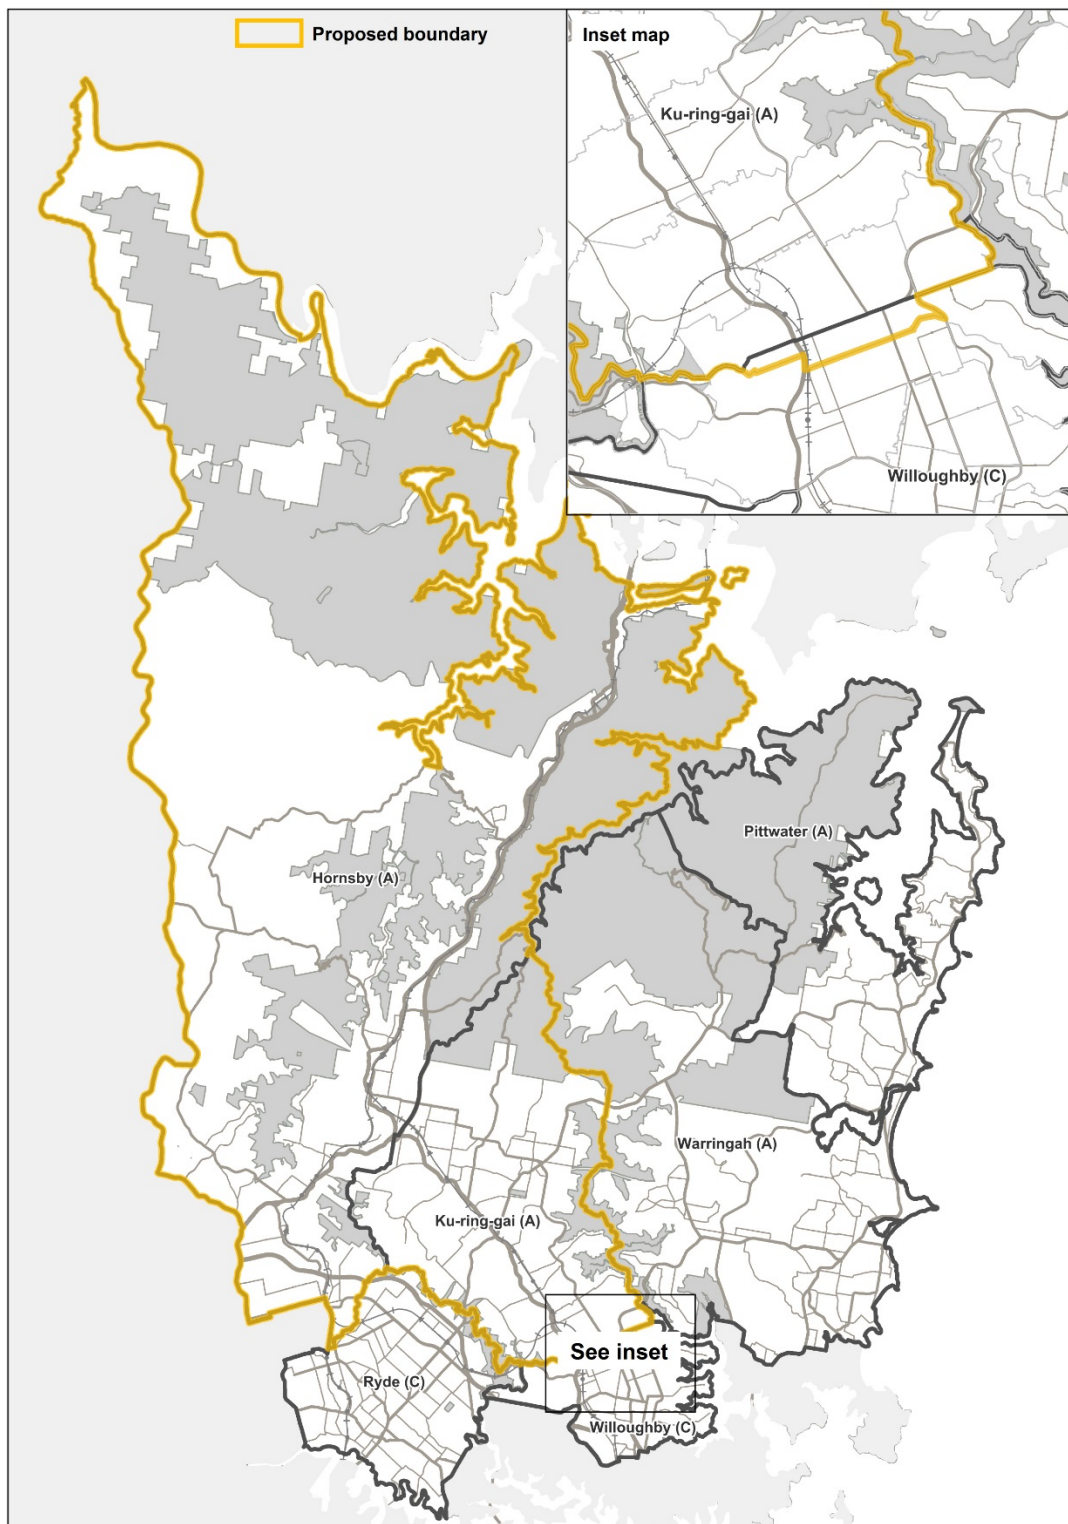 Proposed boundary
Inset map
Ku-ring-gai (A)
Willoughby (C)
Pittwater (A)
Hornsby (A)
Warringah (A)
Ku-ring-gai (A)
See inset
Ryde (C)
Willoughby (C)